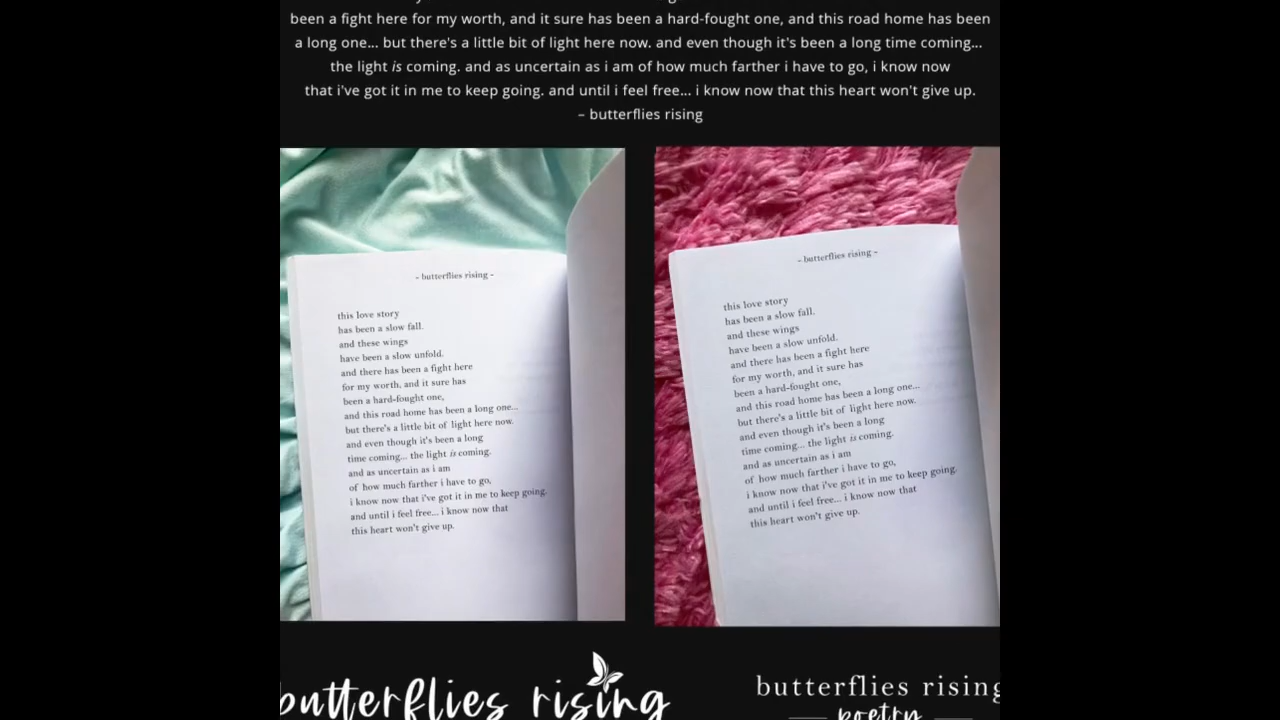 been a fight here for my worth, and it sure has been a hard-fought one, and this road home has been
a long one... but there's a little bit of light here now. and even though it's been a long time coming...
the light is coming. and as uncertain as i am of how much farther i have to go, i know now
that i've got it in me to keep going. and until i feel free... i know now that this heart won't give up.
– butterflies rising
- butterflies rising -
this love story
has been a slow fall.
and these wings
have been a slow unfold.
and there has been a fight here
for my worth, and it sure has
been a hard-fought one,
and this road home has been a long one...
but there's a little bit of light here now.
and even though it's been a long
time coming... the light is coming.
and as uncertain as i am
of how much farther i have to go,
i know now that i've got it in me to keep going.
and until i feel free... i know now that
this heart won't give up.
- butterflies rising -
this love story
has been a slow fall.
and these wings
have been a slow unfold.
and there has been a fight here
for my worth, and it sure has
been a hard-fought one,
and this road home has been a long one...
but there's a little bit of light here now.
and even though it's been a long
time coming... the light is coming.
and as uncertain as i am
of how much farther i have to go,
i know now that i've got it in me to keep going.
and until i feel free... i know now that
this heart won't give up.
butterflies rising
butterflies rising
poetry